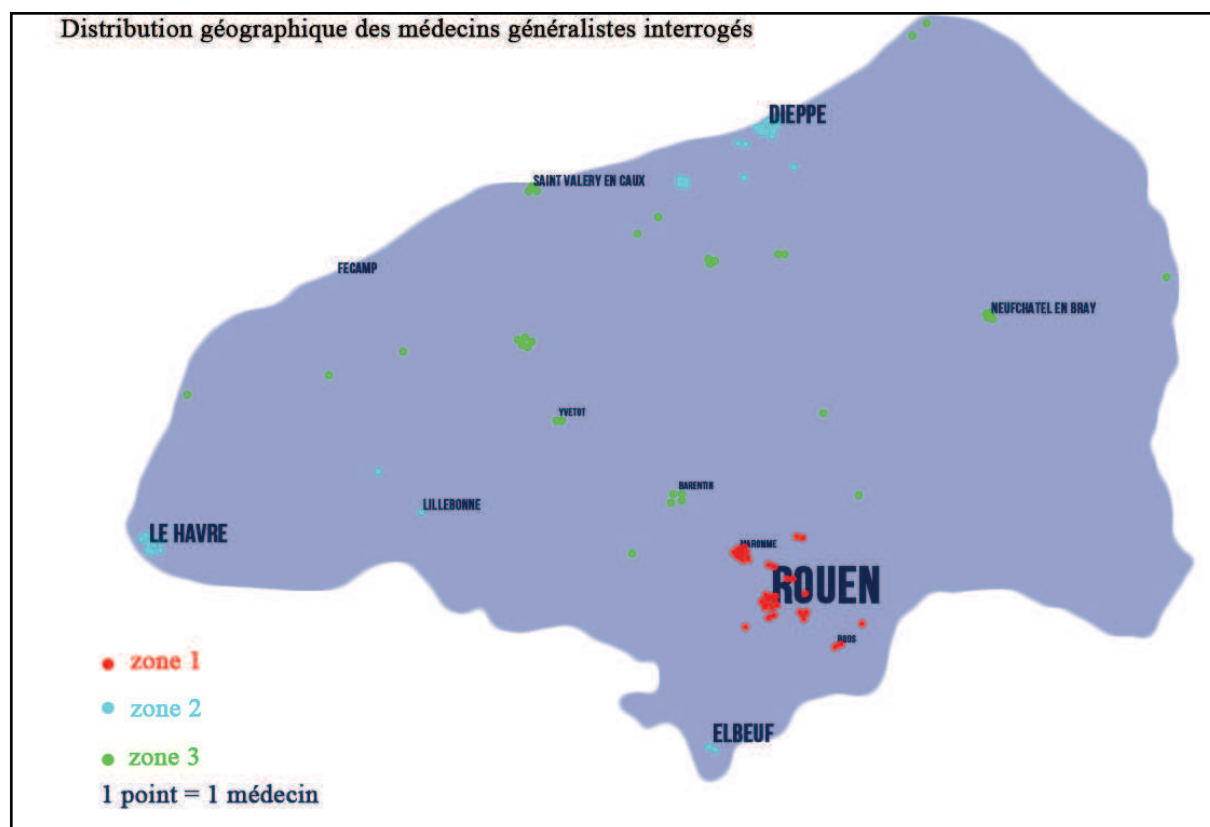 Distribution géographique des médecins généralistes interrogés
DIEPPE
SAINT VALERY EN CAUX
FECAMP
NEUFCHATEL EN BRAY
YVETOT
BARENTIN
LILLEBONNE
LE HAVRE
MAROMME
ROUEN
BOOS
ELBEUF
zone 1
zone 2
zone 3
1 point = 1 médecin